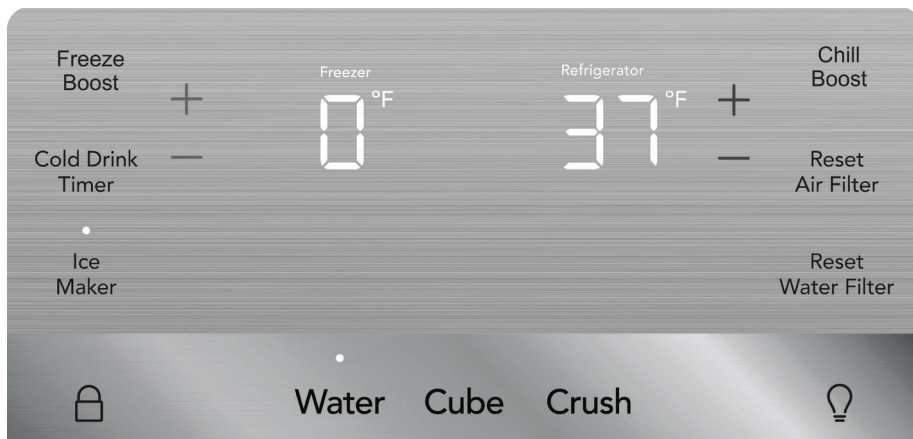 Freeze
Boost
Freezer
Refrigerator
Chill
Boost
+
0°F
37°F
+
Cold Drink
Timer
−
−
Reset
Air Filter
Ice
Maker
Reset
Water Filter
Water Cube Crush